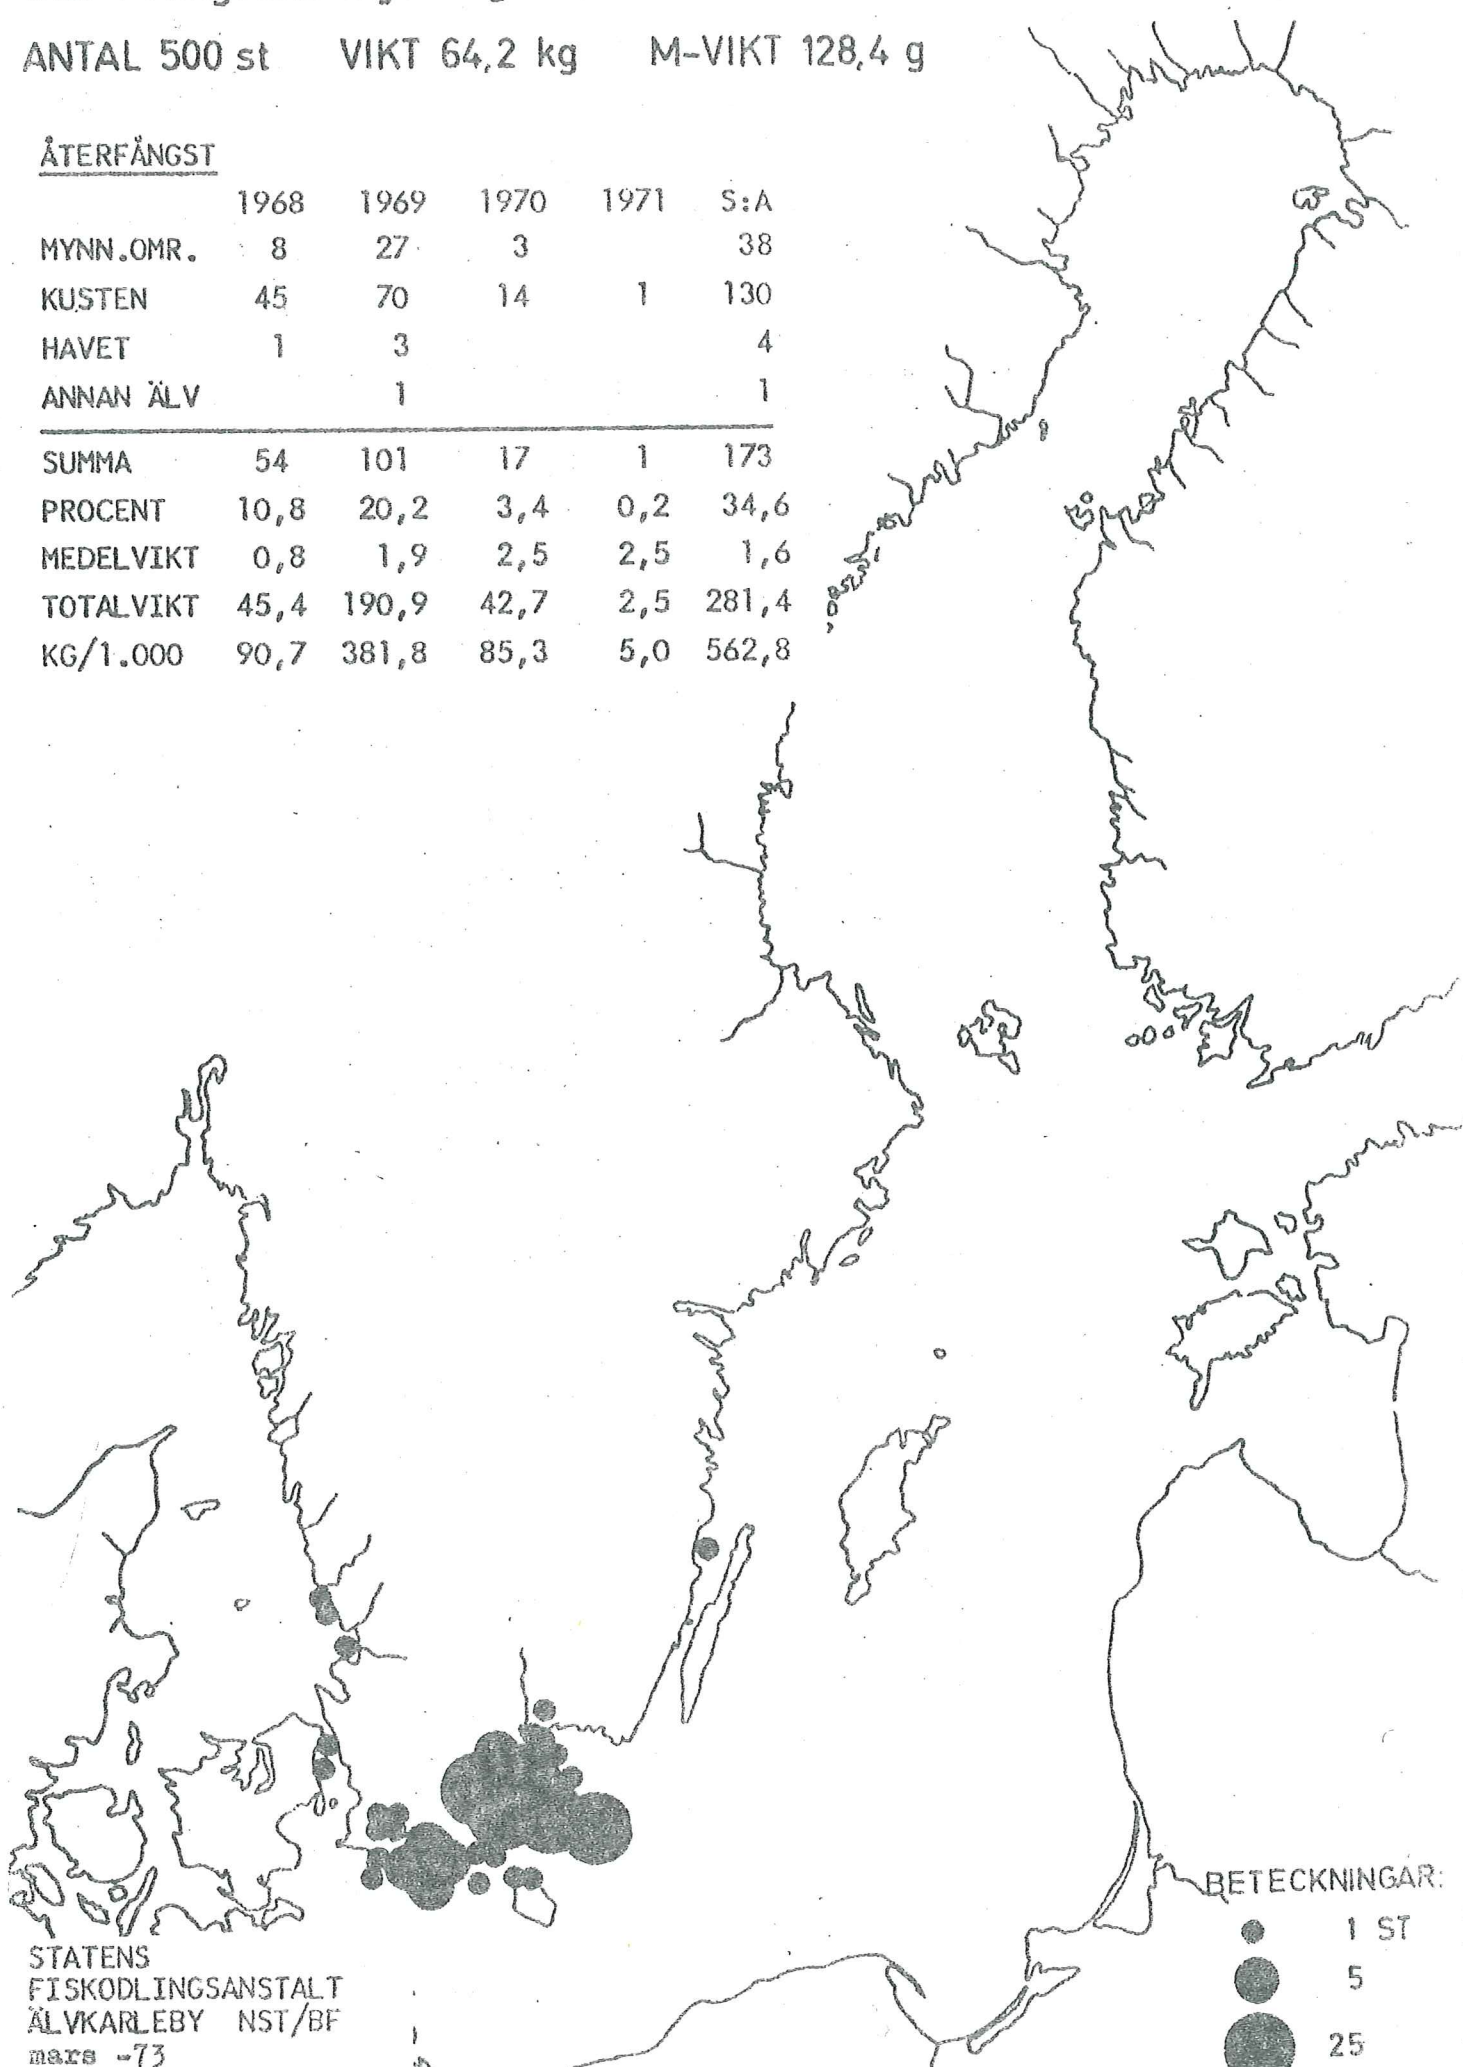 ANTAL 500 st VIKT 64,2 kg M-VIKT 128,4 g
ÅTERFÅNGST
1968 1969 1970 1971 S:A
MYNN.OMR. 8 27 3 38
KUSTEN 45 70 14 1 130
HAVET 1 3 4
ANNAN ÄLV 1 1
SUMMA 54 101 17 1 173
PROCENT 10,8 20,2 3,4 0,2 34,6
MEDELVIKT 0,8 1,9 2,5 2,5 1,6
TOTALVIKT 45,4 190,9 42,7 2,5 281,4
KG/1.000 90,7 381,8 85,3 5,0 562,8
BETECKNINGAR:
1 ST
5
25
STATENS
FISKODLINGSANSTALT
ÄLVKARLEBY NST/BF
mars -73